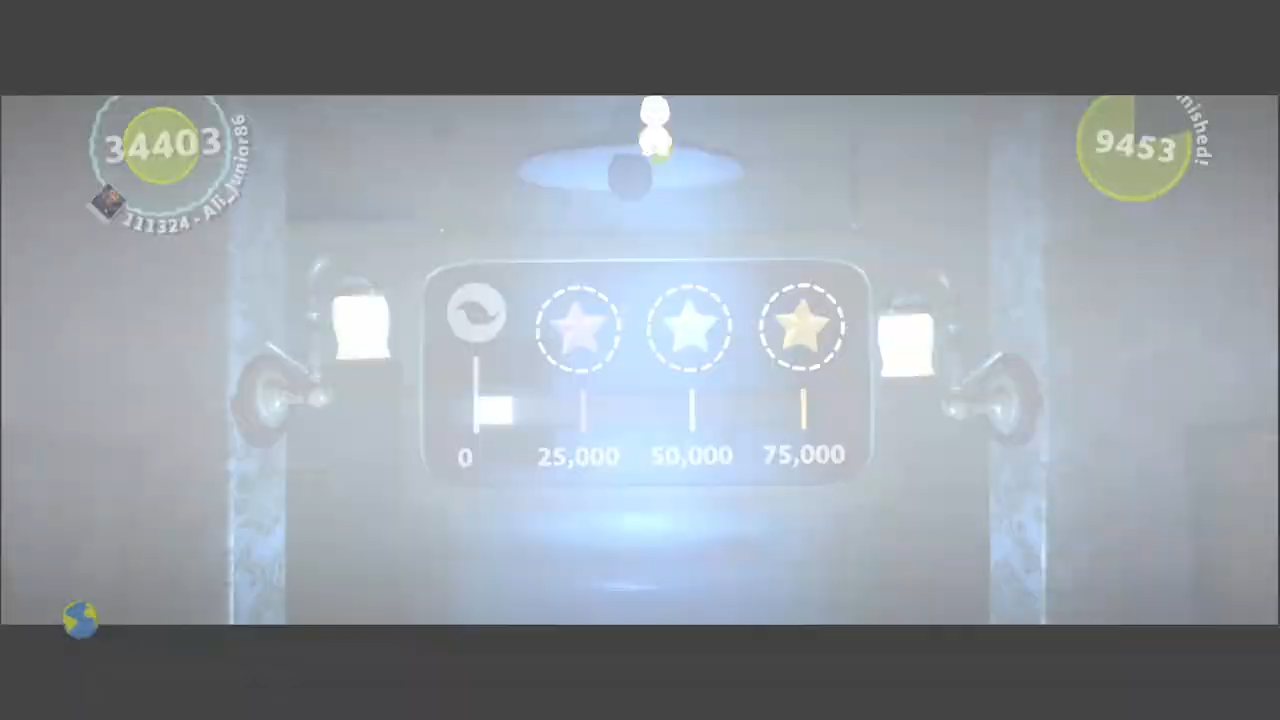 34403
111324 - Ali_Junior86
9453
nished!
0 25,000 50,000 75,000